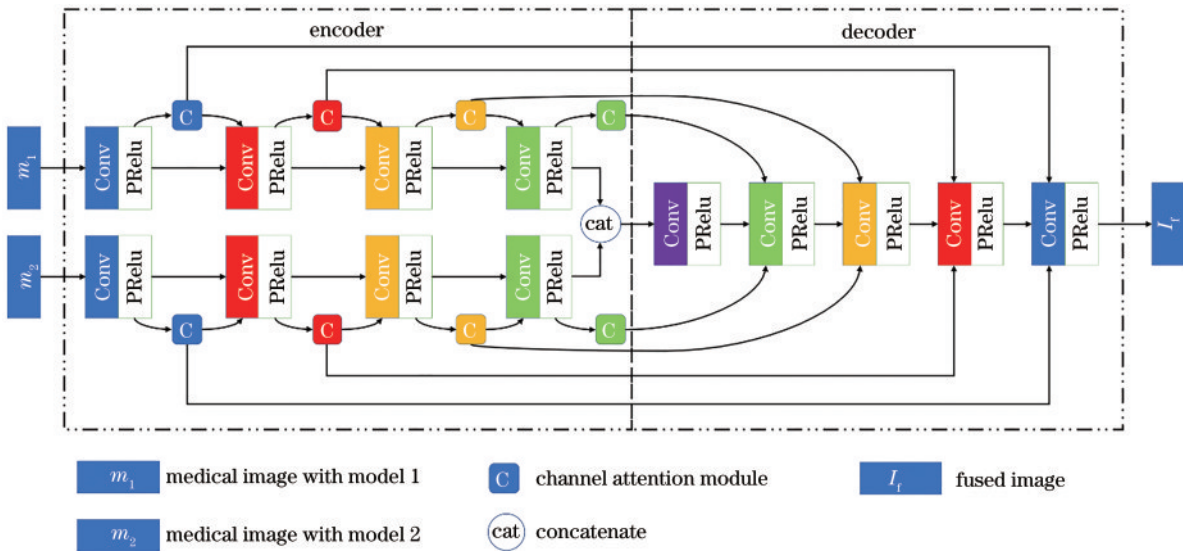 encoder
decoder
C
C
C
C
m₁
Conv
PRelu
Conv
PRelu
Conv
PRelu
Conv
PRelu
cat
Conv
PRelu
Conv
PRelu
Conv
PRelu
Conv
PRelu
Conv
PRelu
I_f
m₂
Conv
PRelu
Conv
PRelu
Conv
PRelu
Conv
PRelu
C
C
C
C
m₁ medical image with model 1
C channel attention module
I_f fused image
m₂ medical image with model 2
cat concatenate